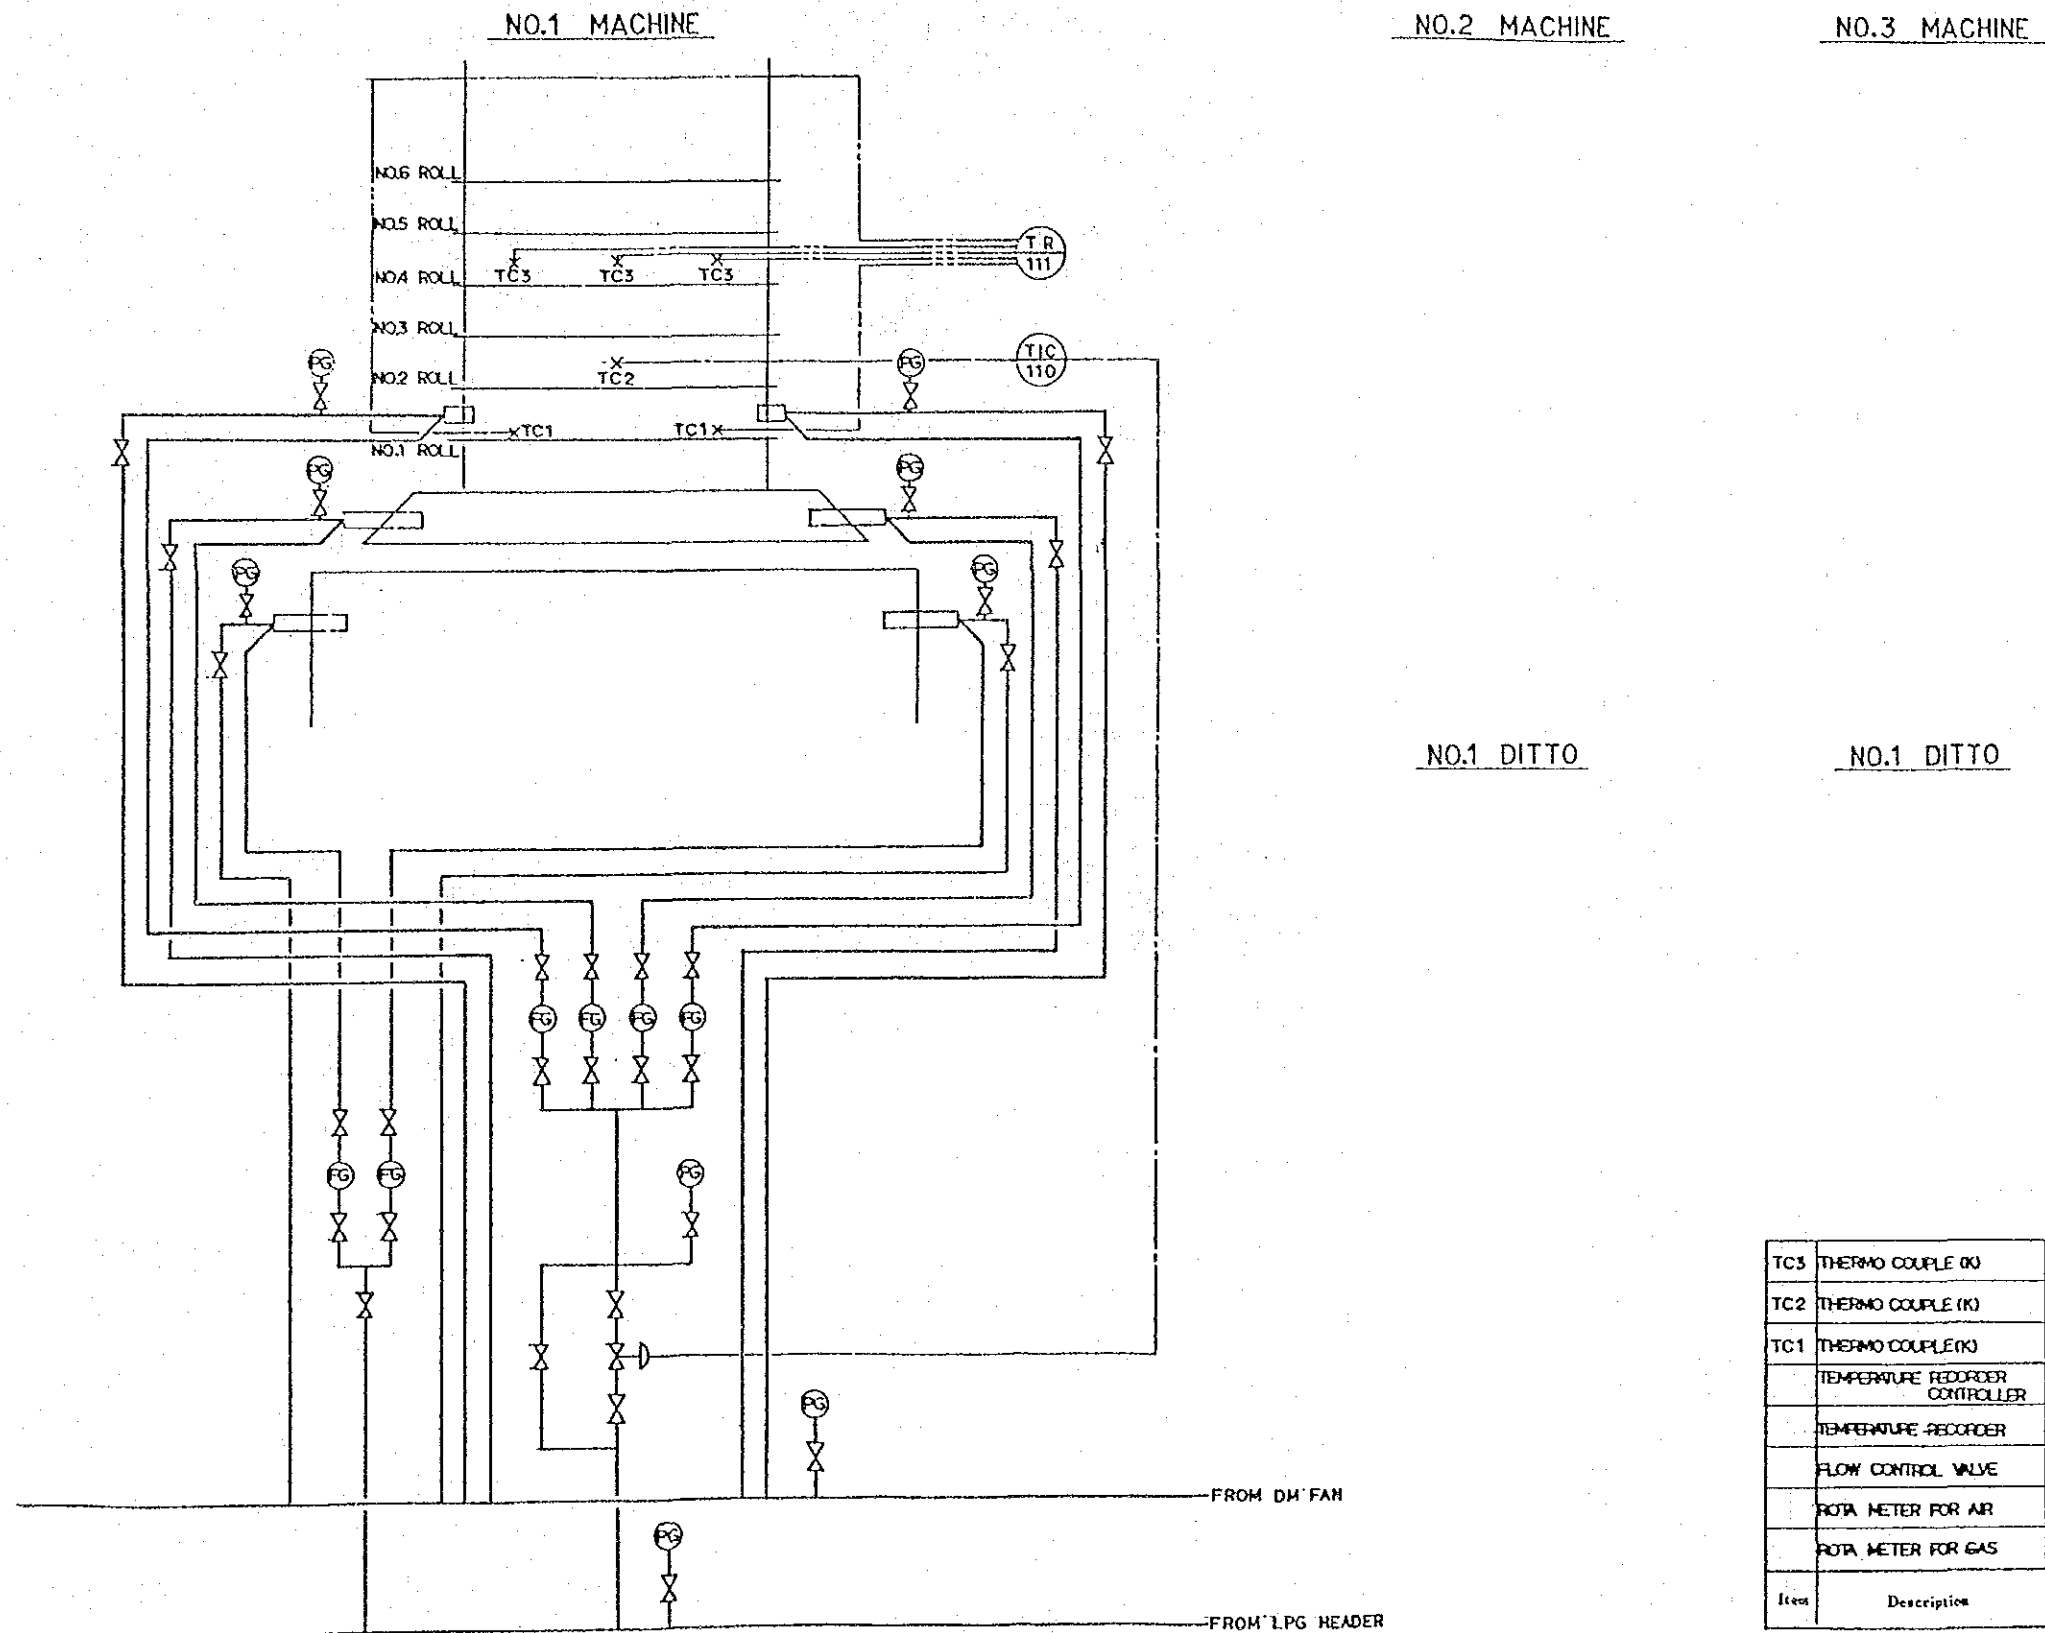 NO.1 MACHINE
NO.2 MACHINE
NO.3 MACHINE
NO.6 ROLL
NO.5 ROLL
TR
111
TC3
TC3
TC3
NO.4 ROLL
NO.3 ROLL
PG
TIC
110
PG
TC2
NO.2 ROLL
TC1
TC1
NO.1 ROLL
PG
PG
PG
PG
NO.1 DITTO
NO.1 DITTO
FG
FG
FG
FG
FG
FG
PG
PG
FROM DM FAN
PG
FROM LPG HEADER
TC3 THERMO COUPLE (K)
TC2 THERMO COUPLE (K)
TC1 THERMO COUPLE (K)
TEMPERATURE RECORDER
CONTROLLER
TEMPERATURE RECORDER
FLOW CONTROL VALVE
ROTA METER FOR AIR
ROTA METER FOR GAS
Item Description